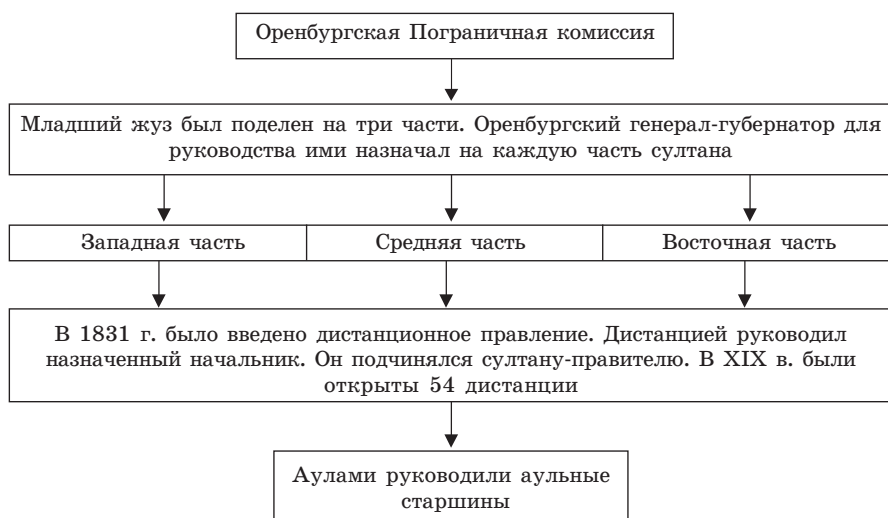 Оренбургская Пограничная комиссия
Младший жуз был поделен на три части. Оренбургский генерал-губернатор для
руководства ими назначал на каждую часть султана
Западная часть
Средняя часть
Восточная часть
В 1831 г. было введено дистанционное правление. Дистанцией руководил
назначенный начальник. Он подчинялся султану-правителю. В XIX в. были
открыты 54 дистанции
Аулами руководили аульные
старшины